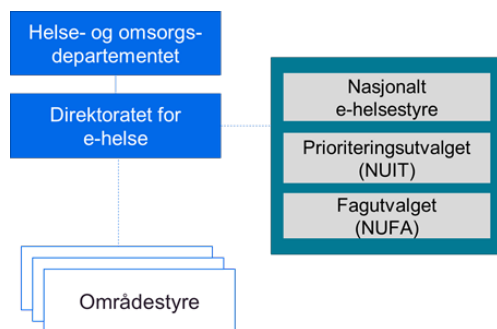 Helse- og omsorgs-
departementet
Direktoratet for
e-helse
Nasjonalt
e-helsestyre
Prioriteringsutvalget
(NUIT)
Fagutvalget
(NUFA)
Områdestyre